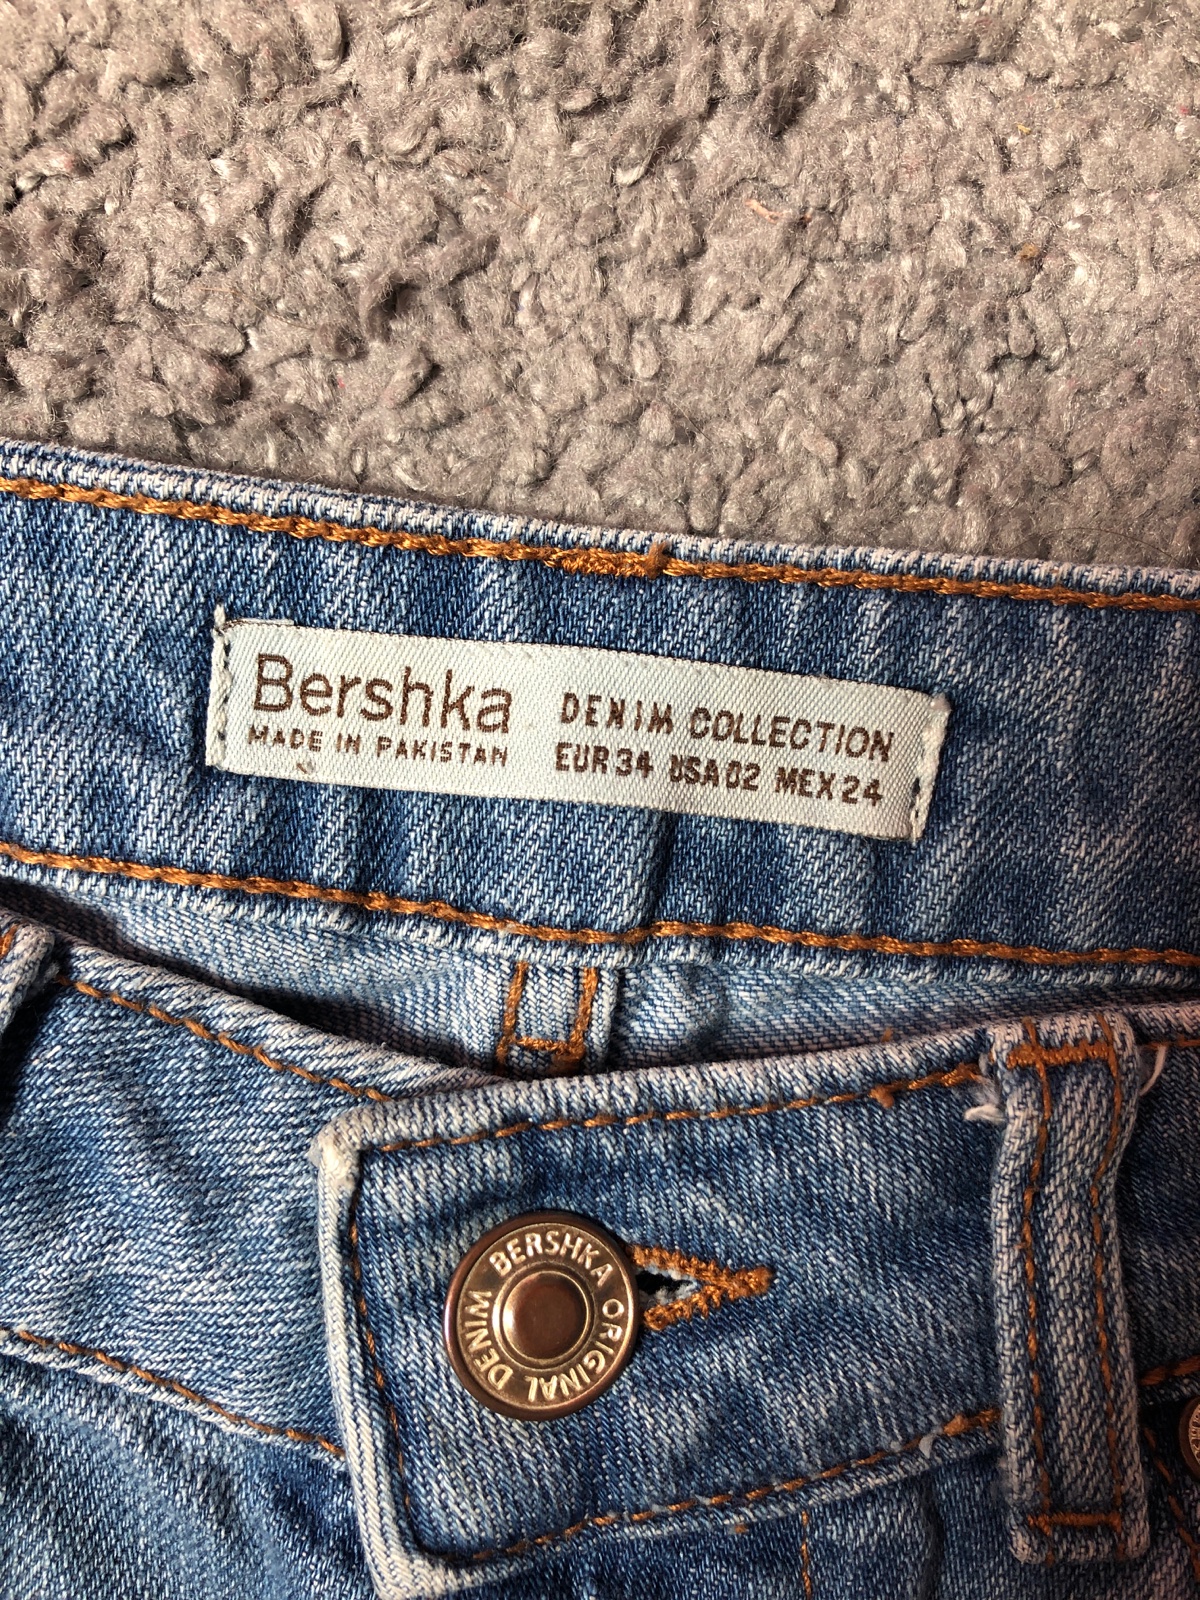 Bershka
MADE IN PAKISTAN
DENIM COLLECTION
EUR 34 USA 02 MEX 24
BERSHKA ORIGINAL DENIM